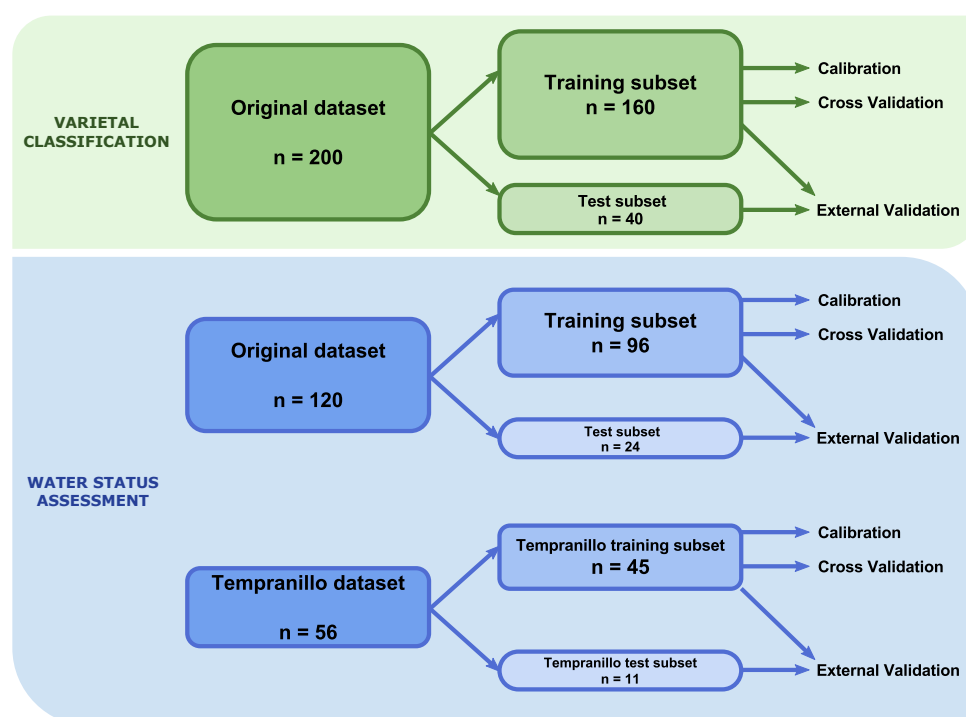 VARIETAL
CLASSIFICATION
Original dataset
n = 200
Training subset
n = 160
Test subset
n = 40
Calibration
Cross Validation
External Validation
WATER STATUS
ASSESSMENT
Original dataset
n = 120
Training subset
n = 96
Test subset
n = 24
Calibration
Cross Validation
External Validation
Tempranillo dataset
n = 56
Tempranillo training subset
n = 45
Tempranillo test subset
n = 11
Calibration
Cross Validation
External Validation